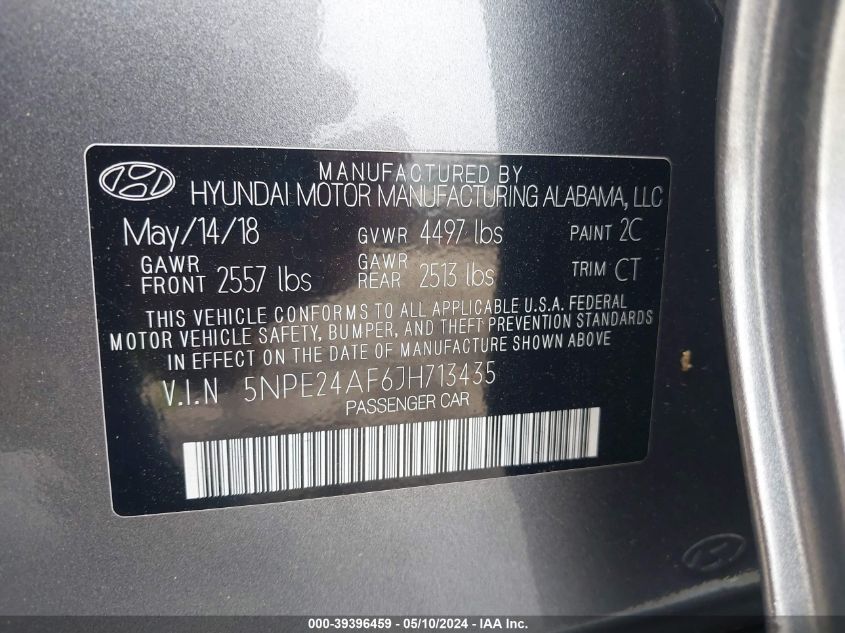 MANUFACTURED BY
HYUNDAI MOTOR MANUFACTURING ALABAMA, LLC
May/14/18 GVWR 4497 lbs PAINT 2C
GAWR FRONT 2557 lbs GAWR REAR 2513 lbs TRIM CT
THIS VEHICLE CONFORMS TO ALL APPLICABLE U.S.A. FEDERAL
MOTOR VEHICLE SAFETY, BUMPER, AND THEFT PREVENTION STANDARDS
IN EFFECT ON THE DATE OF MANUFACTURE SHOWN ABOVE
V.I.N 5NPE24AF6JH713435
PASSENGER CAR
000-39396459 - 05/10/2024 - IAA Inc.